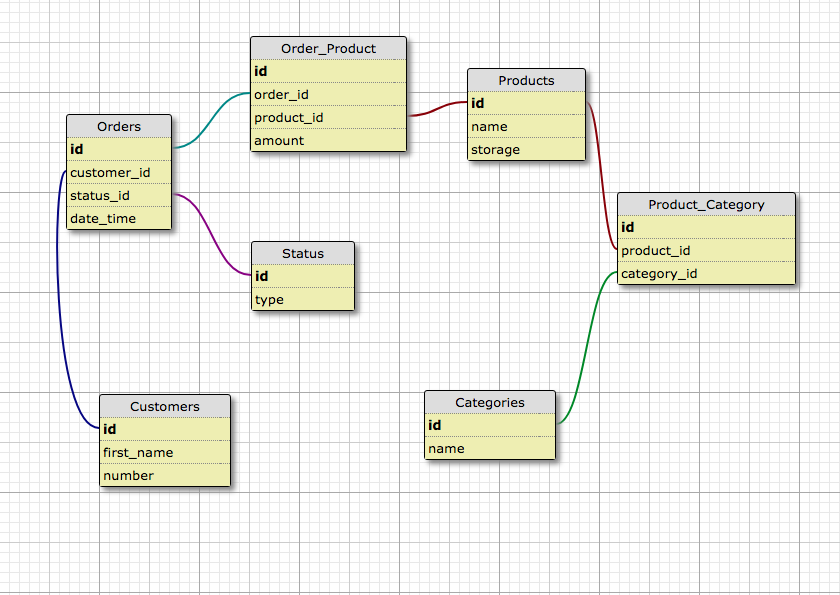 Order_Product
id
order_id
product_id
amount
Products
id
name
storage
Orders
id
customer_id
status_id
date_time
Product_Category
id
product_id
category_id
Status
id
type
Customers
id
first_name
number
Categories
id
name